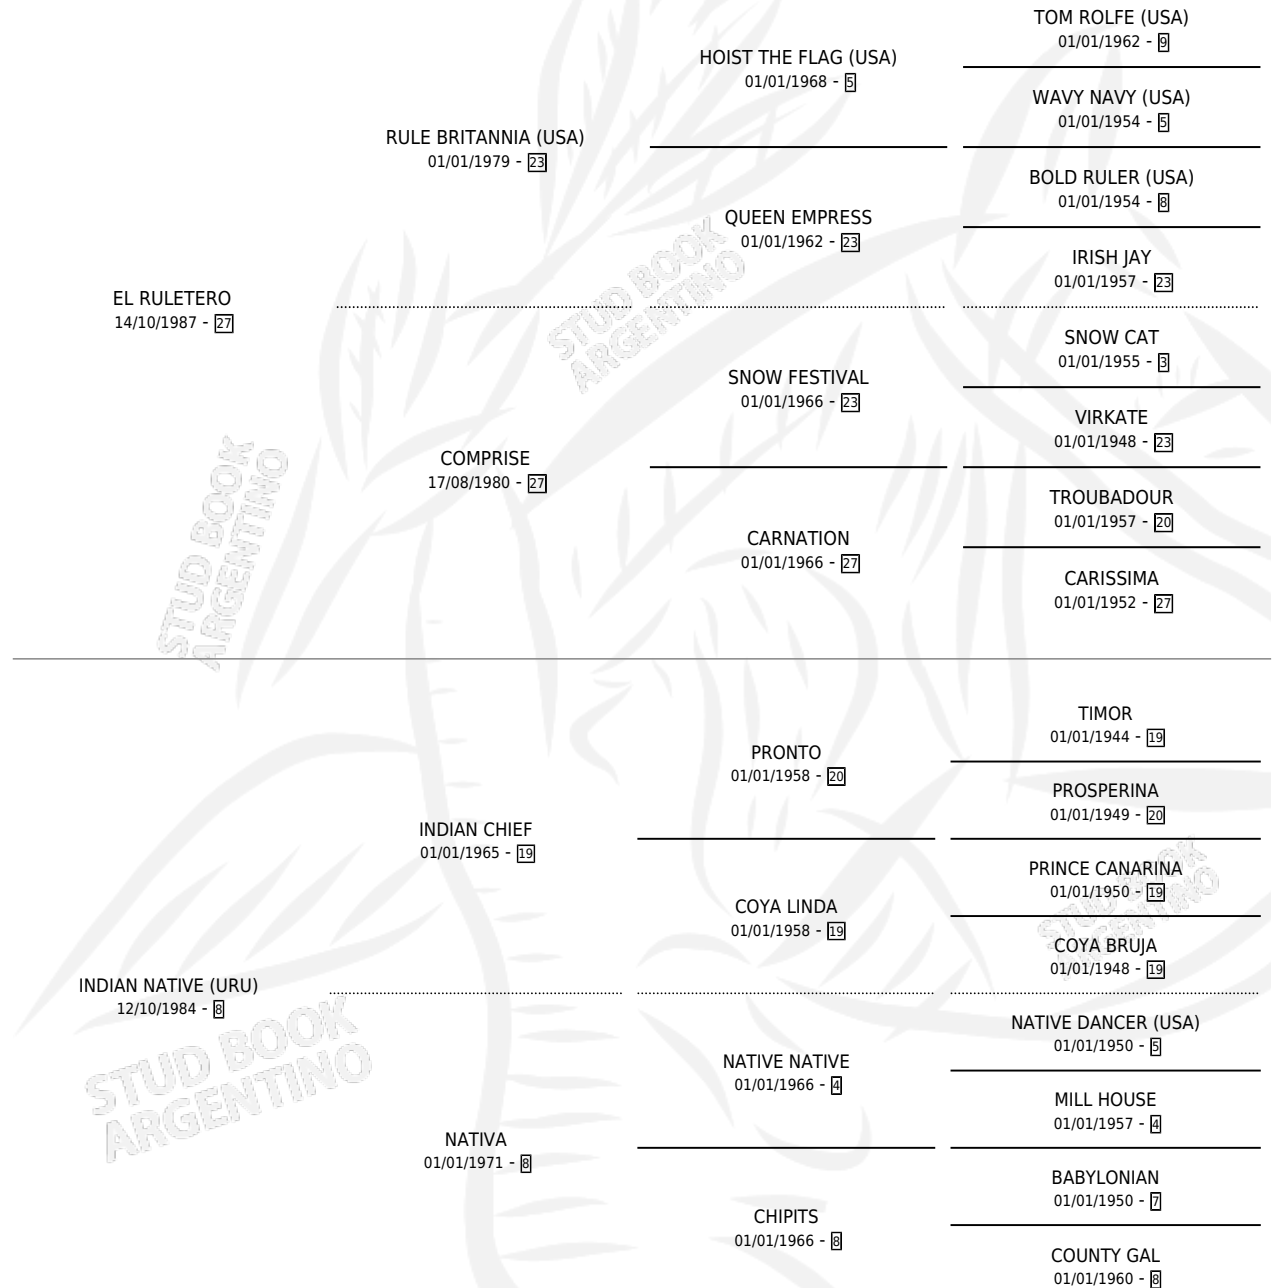 TOM ROLFE (USA)
01/01/1962 - 9
HOIST THE FLAG (USA)
01/01/1968 - 5
WAVY NAVY (USA)
01/01/1954 - 5
RULE BRITANNIA (USA)
01/01/1979 - 23
BOLD RULER (USA)
01/01/1954 - 8
QUEEN EMPRESS
01/01/1962 - 23
IRISH JAY
01/01/1957 - 23
EL RULETERO
14/10/1987 - 27
SNOW CAT
01/01/1955 - 3
SNOW FESTIVAL
01/01/1966 - 23
VIRKATE
01/01/1948 - 23
COMPRISE
17/08/1980 - 27
TROUBADOUR
01/01/1957 - 20
CARNATION
01/01/1966 - 27
CARISSIMA
01/01/1952 - 27
STUD BOOK
ARGENTINO
STUD BOOK
ARGENTINO
TIMOR
01/01/1944 - 19
PRONTO
01/01/1958 - 20
PROSPERINA
01/01/1949 - 20
INDIAN CHIEF
01/01/1965 - 19
PRINCE CANARINA
01/01/1950 - 19
COYA LINDA
01/01/1958 - 19
COYA BRUJA
01/01/1948 - 19
INDIAN NATIVE (URU)
12/10/1984 - 8
NATIVE DANCER (USA)
01/01/1950 - 5
NATIVE NATIVE
01/01/1966 - 4
MILL HOUSE
01/01/1957 - 4
NATIVA
01/01/1971 - 8
BABYLONIAN
01/01/1950 - 7
CHIPITS
01/01/1966 - 8
COUNTY GAL
01/01/1960 - 8
STUD BOOK
ARGENTINO
STUD BOOK
ARGENTINO